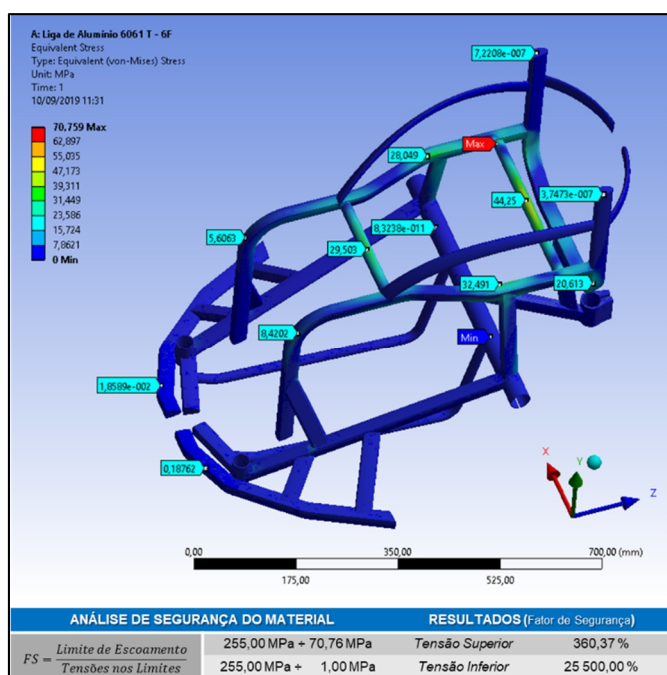 A: Liga de Alumínio 6061 T - 6F
Equivalent Stress
Type: Equivalent (von-Mises) Stress
Unit: MPa
Time: 1
10/09/2019 11:31
70,759 Max
62,897
55,035
47,173
39,311
31,449
23,586
15,724
7,8621
0 Min
7,2208e-007
Max
28,049
3,7473e-007
44,25
8,3238e-011
5,6063
29,503
32,491
20,613
8,4202
Min
1,8589e-002
0,18762
X
Y
Z
0,00 350,00 700,00 (mm)
175,00 525,00
ANÁLISE DE SEGURANÇA DO MATERIAL RESULTADOS (Fator de Segurança)
FS = Limite de Escoamento / Tensões nos Limites
255,00 MPa ÷ 70,76 MPa Tensão Superior 360,37 %
255,00 MPa ÷ 1,00 MPa Tensão Inferior 25 500,00 %